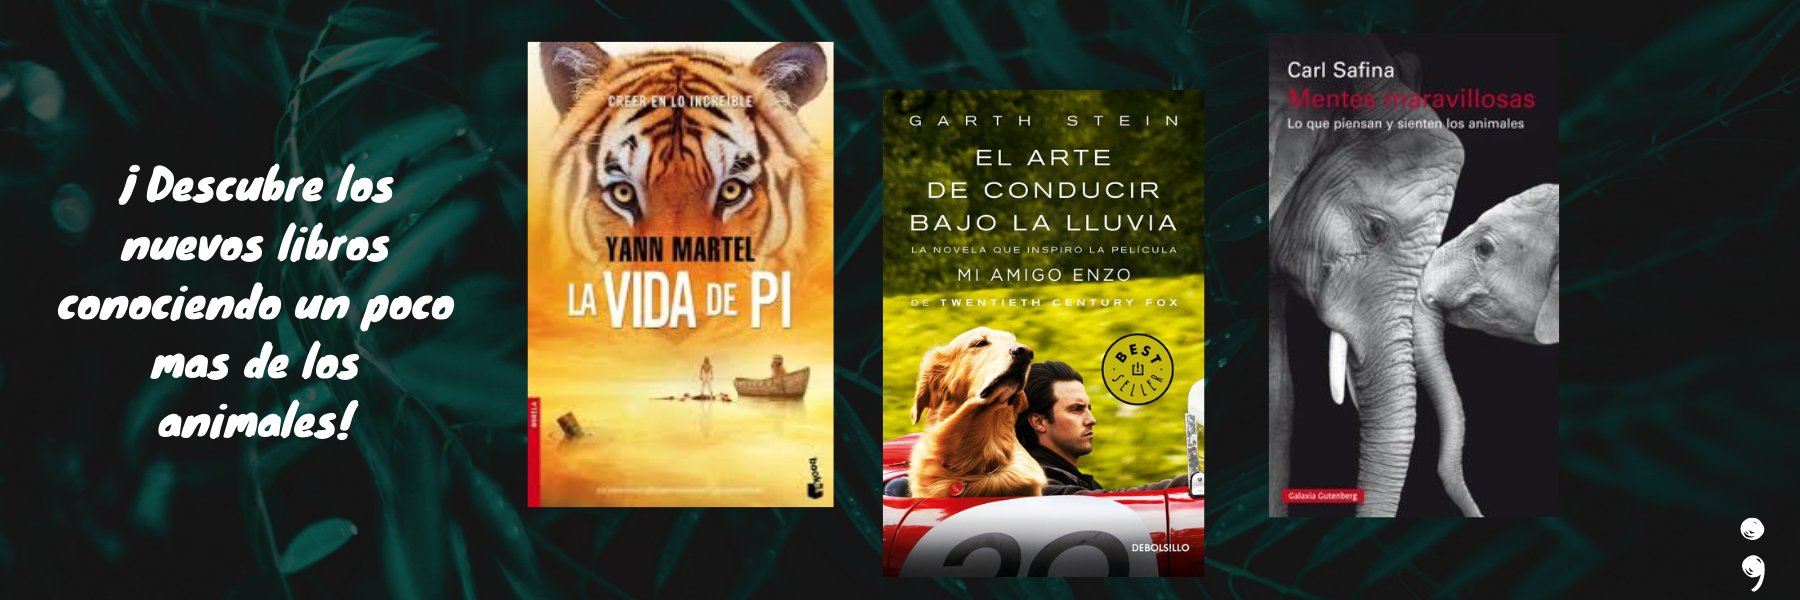 ¡Descubre los
nuevos libros
conociendo un poco
mas de los
animales!
CREER EN LO INCREÍBLE
YANN MARTEL
LA VIDA DE PI
NOVELA
GARTH STEIN
EL ARTE
DE CONDUCIR
BAJO LA LLUVIA
LA NOVELA QUE INSPIRÓ LA PELÍCULA
MI AMIGO ENZO
DE TWENTIETH CENTURY FOX
BEST
SELLER
DEBOLS!LLO
Carl Safina
Mentes maravillosas
Lo que piensan y sienten los animales
Galaxia Gutenberg